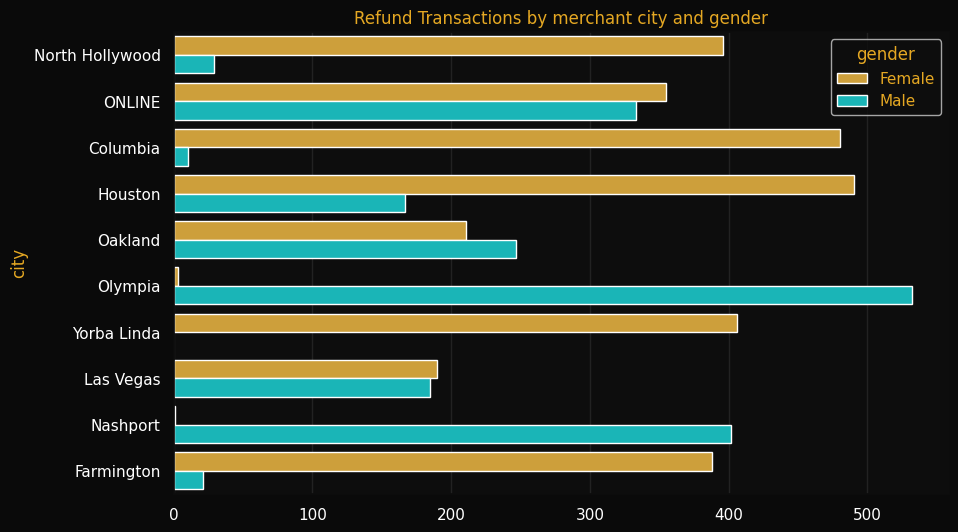 Refund Transactions by merchant city and gender
gender
Female
Male
city
North Hollywood
ONLINE
Columbia
Houston
Oakland
Olympia
Yorba Linda
Las Vegas
Nashport
Farmington
0 100 200 300 400 500